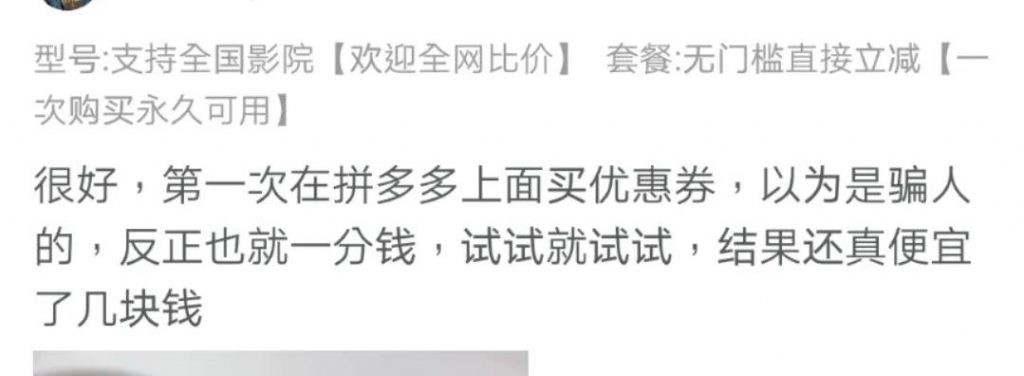 型号:支持全国影院【欢迎全网比价】 套餐:无门槛直接立减【一
次购买永久可用】
很好，第一次在拼多多上面买优惠券，以为是骗人
的，反正也就一分钱，试试就试试，结果还真便宜
了几块钱